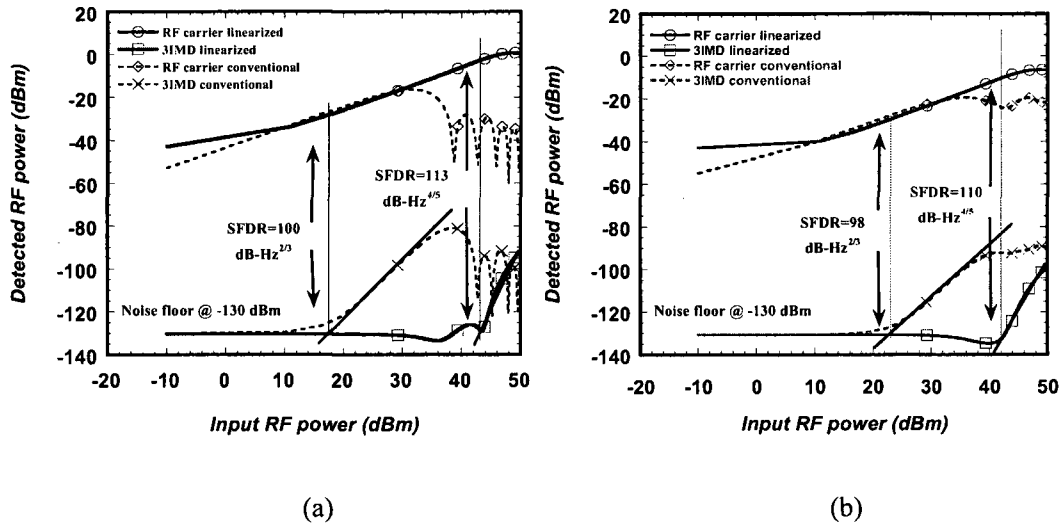 RF carrier linearized
3IMD linearized
RF carrier conventional
3IMD conventional
20
0
-20
-40
-60
-80
-100
-120
-140
Detected RF power (dBm)
SFDR=113
dB-Hz4/5
SFDR=100
dB-Hz2/3
Noise floor @ -130 dBm
-20 -10 0 10 20 30 40 50
Input RF power (dBm)
(a)
RF carrier linearized
3IMD linearized
RF carrier conventional
3IMD conventional
20
0
-20
-40
-60
-80
-100
-120
-140
Detected RF power (dBm)
SFDR=110
dB-Hz4/5
SFDR=98
dB-Hz2/3
Noise floor @ -130 dBm
-20 -10 0 10 20 30 40 50
Input RF power (dBm)
(b)